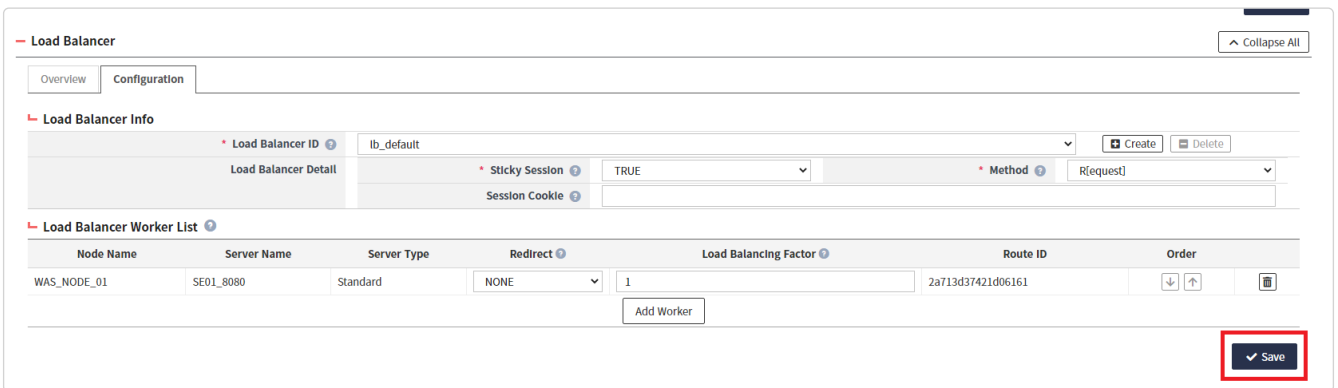 Load Balancer
Collapse All
Overview Configuration
Load Balancer Info
* Load Balancer ID ? lb_default Create Delete
Load Balancer Detail * Sticky Session ? TRUE * Method ? R[equest]
Session Cookie ?
Load Balancer Worker List ?
Node Name Server Name Server Type Redirect ? Load Balancing Factor ? Route ID Order
WAS_NODE_01 SE01_8080 Standard NONE 1 2a713d37421d06161
Add Worker
Save